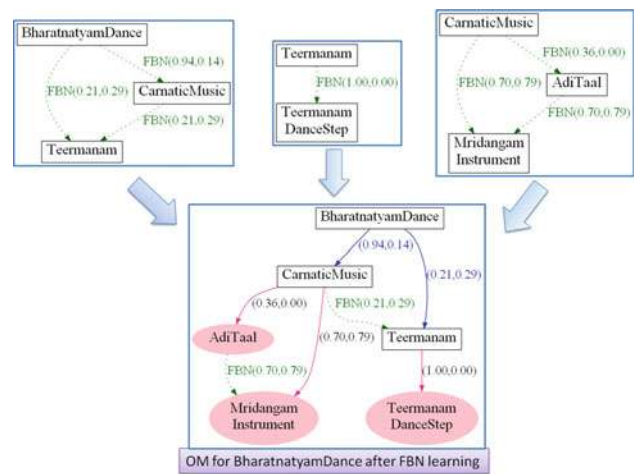 BharatnatyamDance
FBN(0.94,0.14)
FBN(0.21,0.29)
CarnaticMusic
FBN(0.21,0.29)
Teermanam
Teermanam
FBN(1.00,0.00)
Teermanam
DanceStep
CarnaticMusic
FBN(0.36,0.00)
FBN(0.70,0.79)
AdiTaal
FBN(0.70,0.79)
Mridangam
Instrument
BharatnatyamDance
(0.94,0.14)
CarnaticMusic
(0.21,0.29)
(0.36,0.00)
FBN(0.21,0.29)
AdiTaal
(0.70,0.79)
Teermanam
FBN(0.70,0.79)
(1.00,0.00)
Mridangam
Instrument
Teermanam
DanceStep
OM for BharatnatyamDance after FBN learning